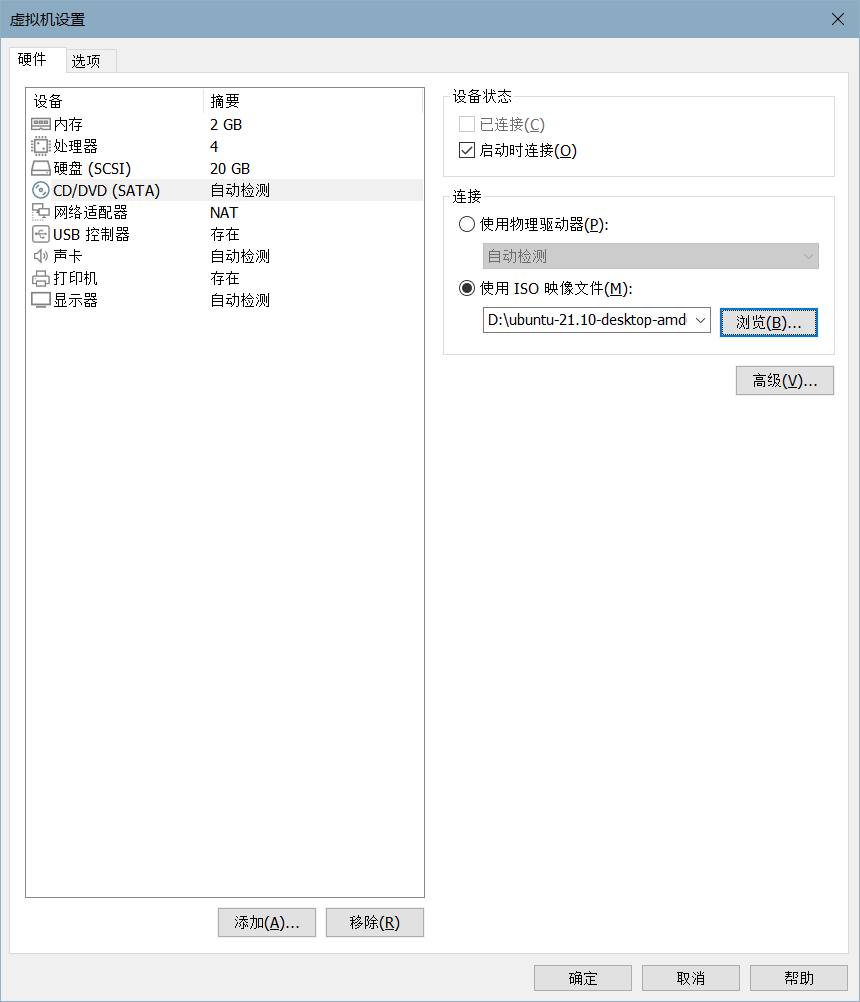 虚拟机设置
硬件 选项
设备 摘要
内存 2 GB
处理器 4
硬盘 (SCSI) 20 GB
CD/DVD (SATA) 自动检测
网络适配器 NAT
USB 控制器 存在
声卡 自动检测
打印机 存在
显示器 自动检测
添加(A)... 移除(R)
设备状态
已连接(C)
启动时连接(O)
连接
使用物理驱动器(P):
自动检测
使用 ISO 映像文件(M):
D:\ubuntu-21.10-desktop-amd 浏览(B)...
高级(V)...
确定 取消 帮助